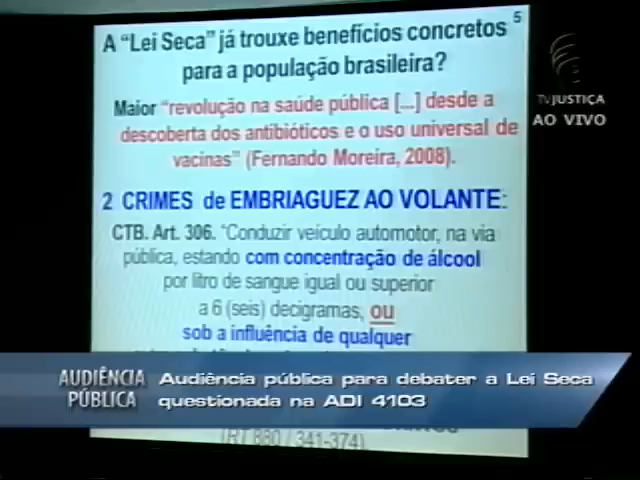 5
A “Lei Seca” já trouxe benefícios concretos
para a população brasileira?
Maior “revolução na saúde pública [...] desde a
descoberta dos antibióticos e o uso universal de
vacinas” (Fernando Moreira, 2008).
2 CRIMES de EMBRIAGUEZ AO VOLANTE:
CTB. Art. 306. “Conduzir veículo automotor, na via
pública, estando com concentração de álcool
por litro de sangue igual ou superior
a 6 (seis) decigramas, ou
sob a influência de qualquer
(RT 880 / 341-374).
TV JUSTIÇA
AO VIVO
AUDIÊNCIA
PÚBLICA
Audiência pública para debater a Lei Seca
questionada na ADI 4103